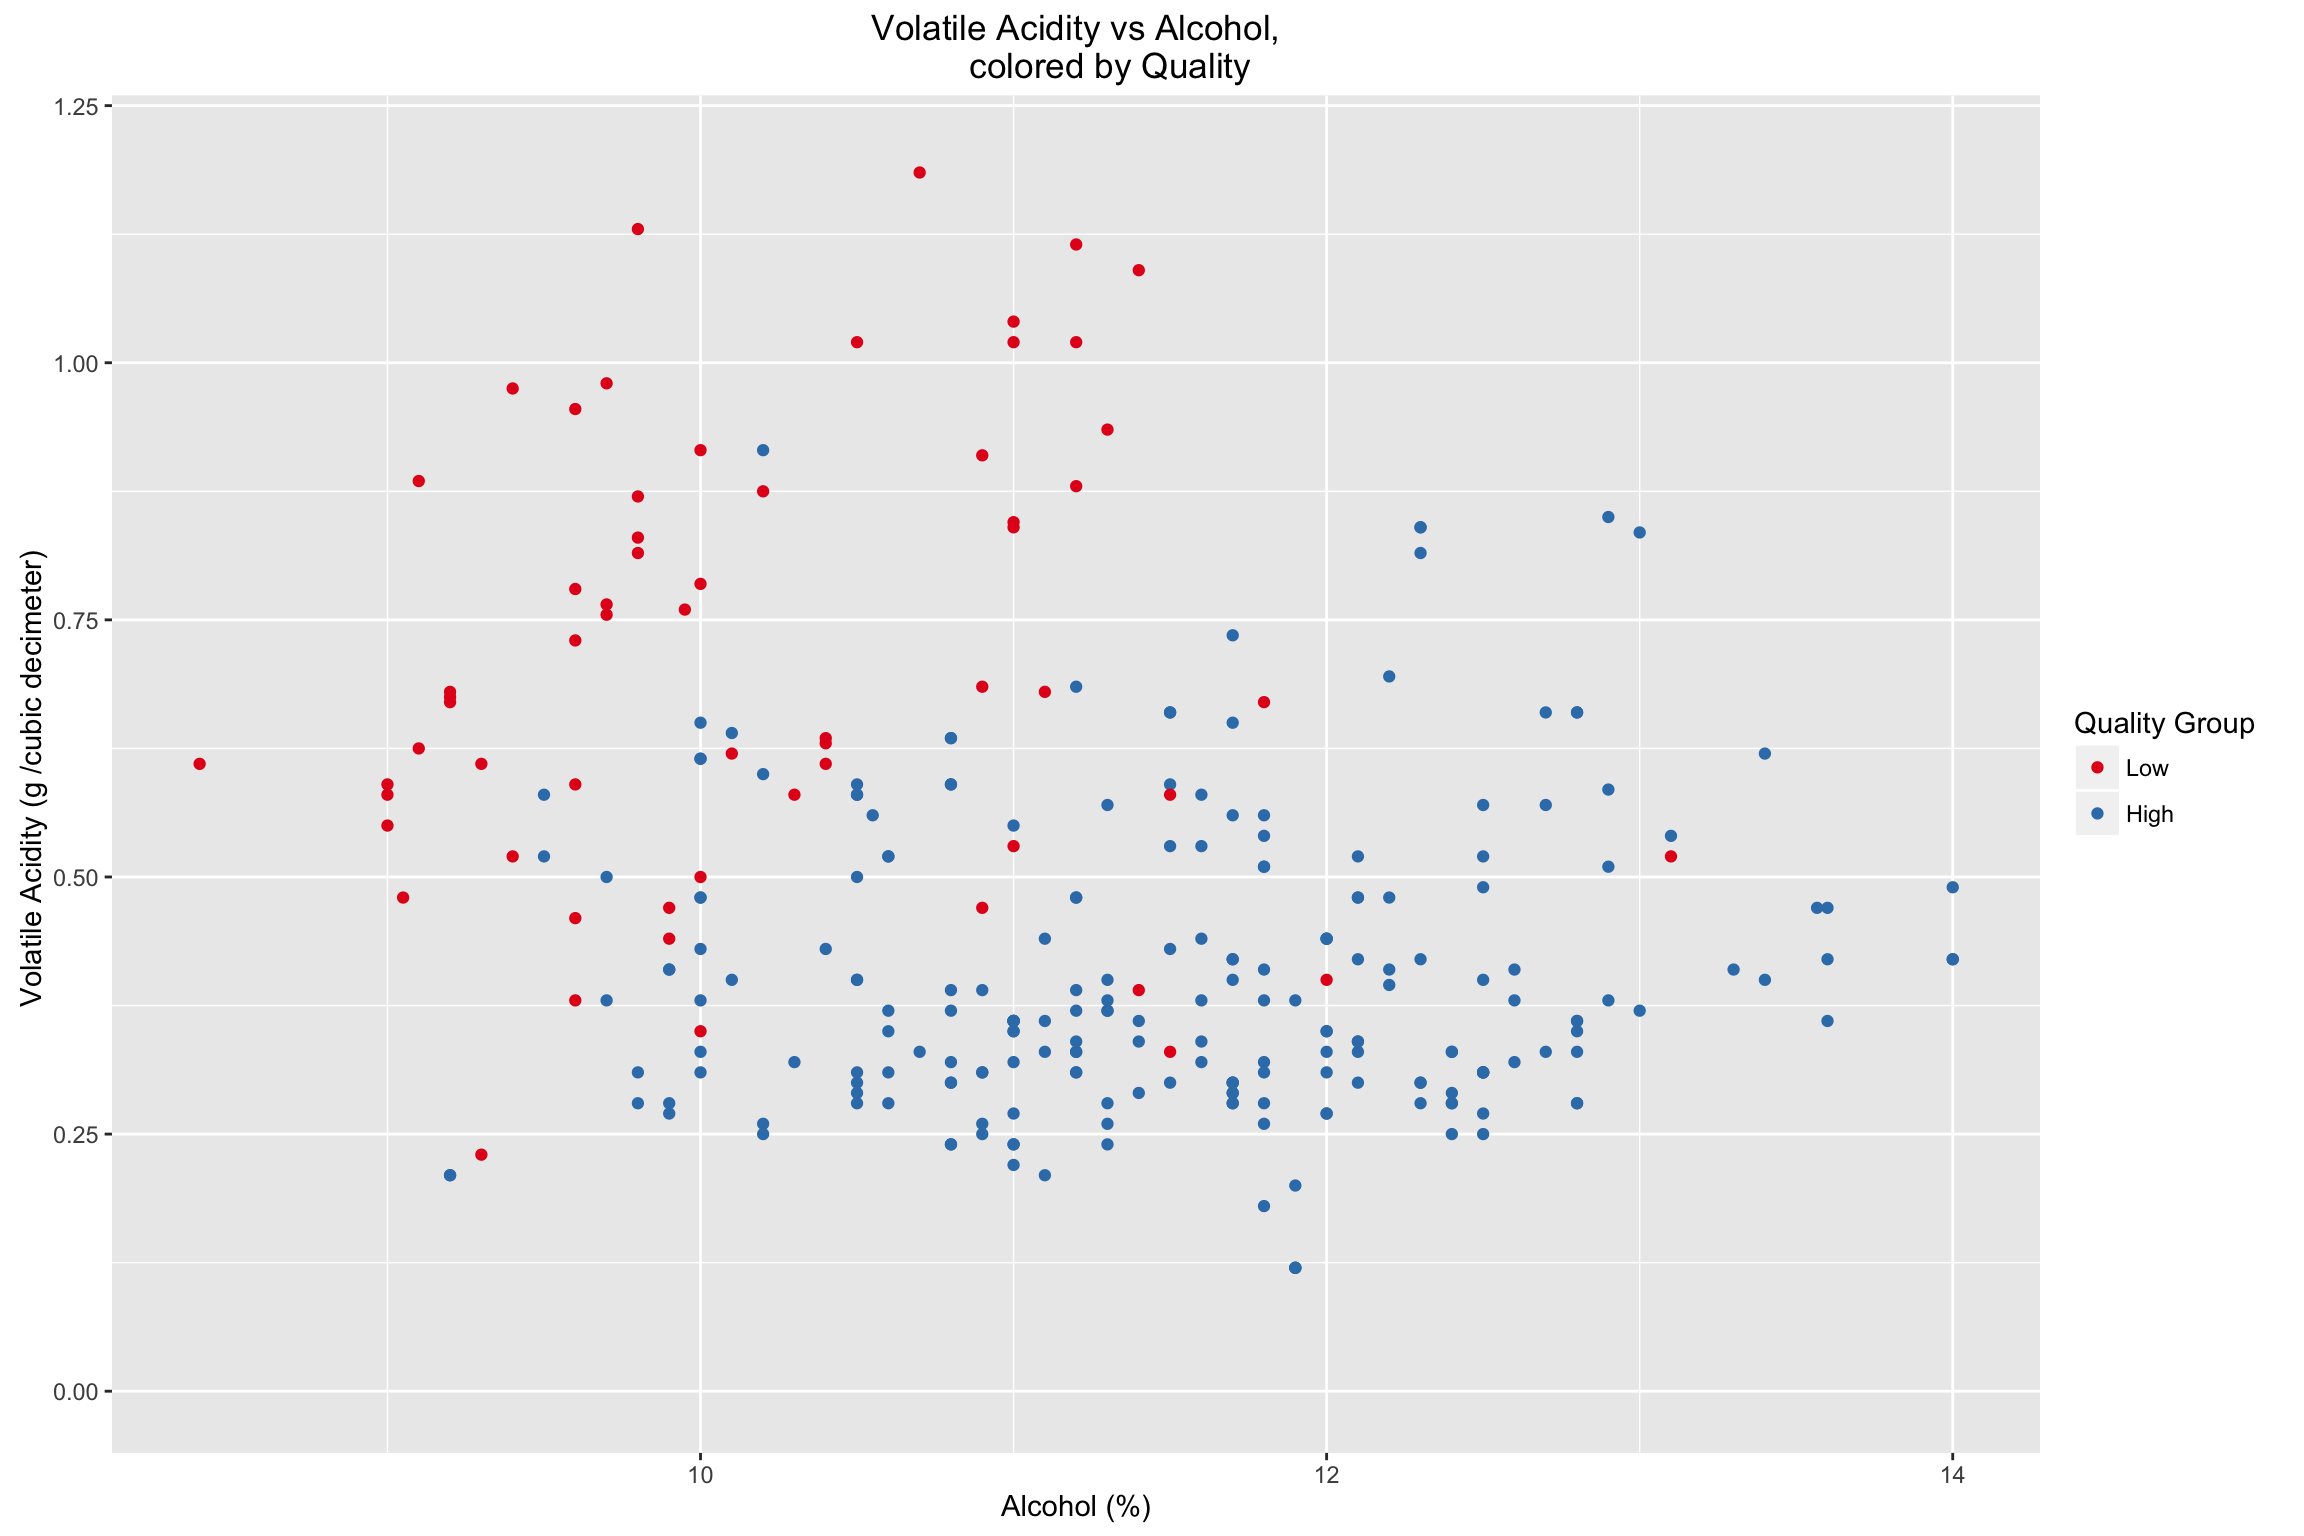 Volatile Acidity vs Alcohol,
colored by Quality
1.25
1.00
0.75
0.50
0.25
0.00
Volatile Acidity (g /cubic decimeter)
10
12
14
Alcohol (%)
Quality Group
Low
High